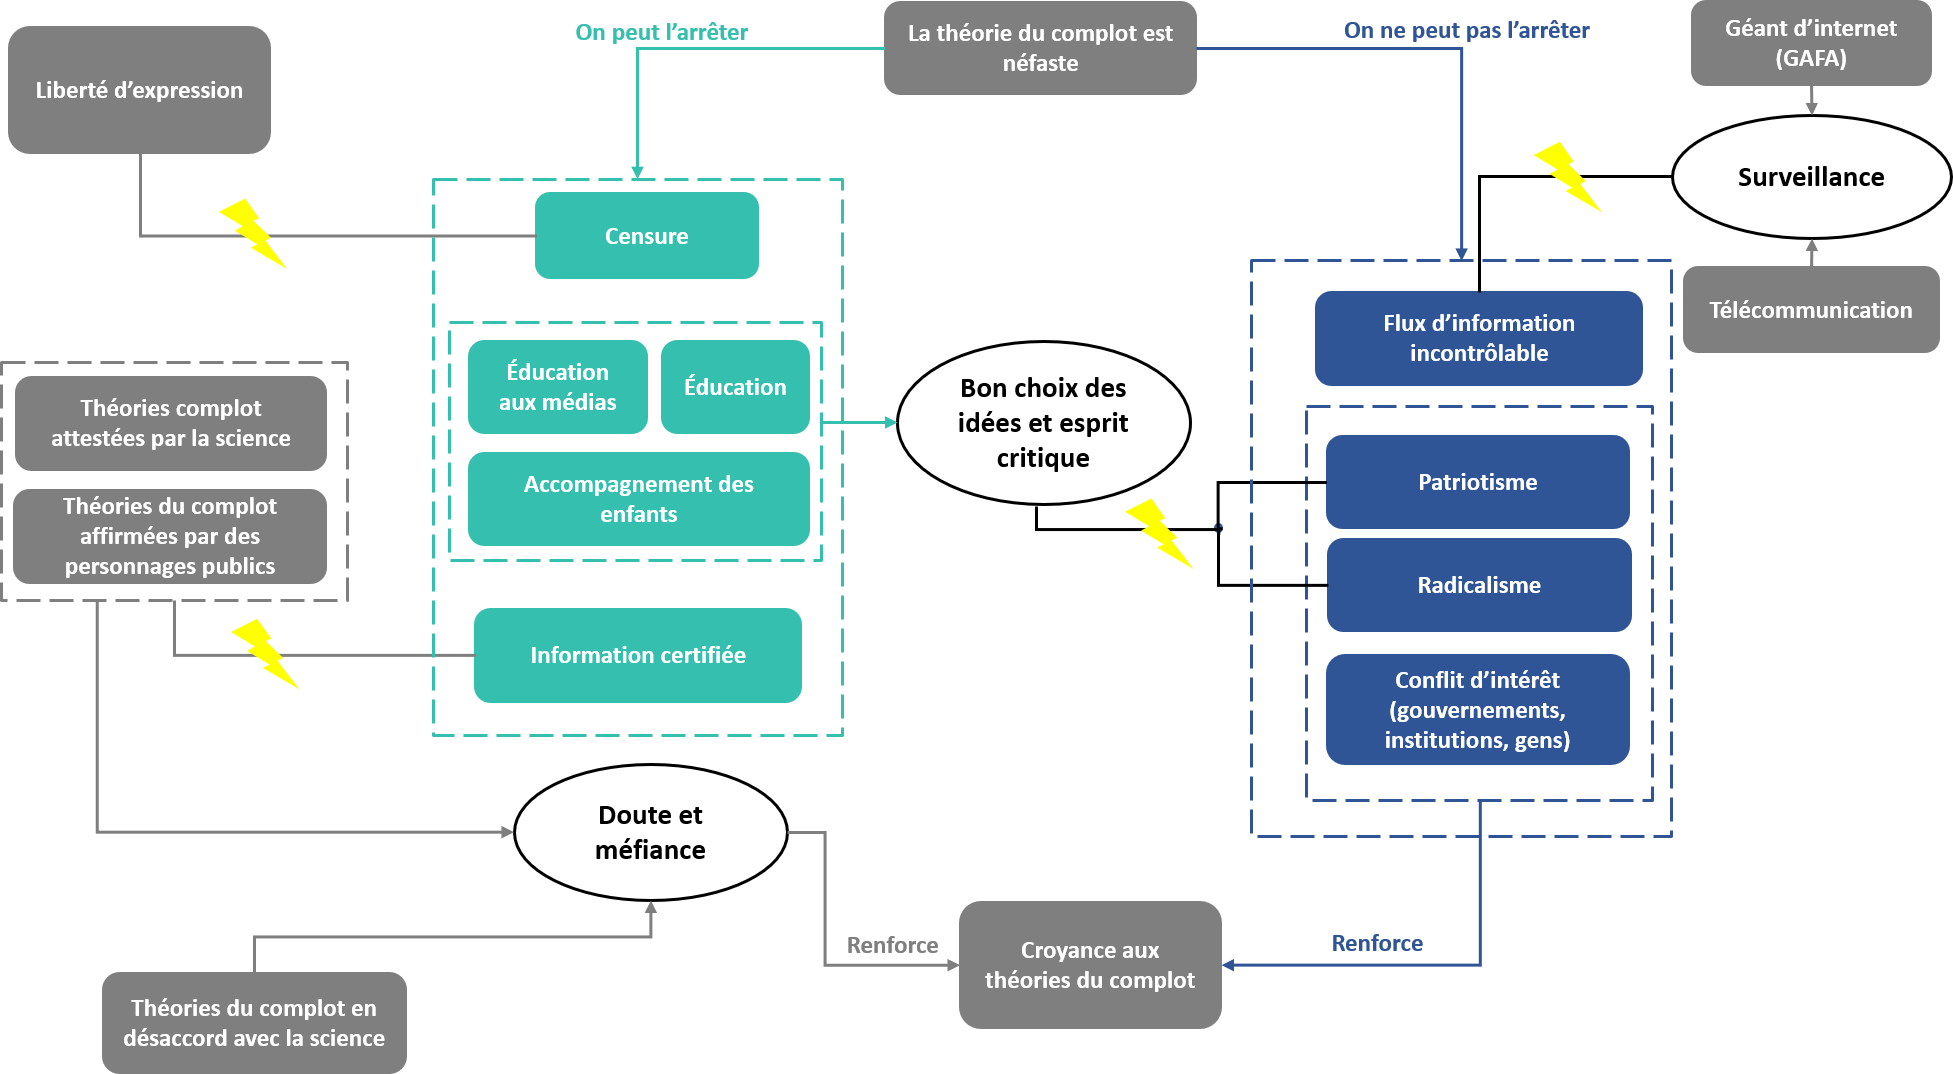 On peut l’arrêter
La théorie du complot est
néfaste
On ne peut pas l’arrêter
Géant d’internet
(GAFA)
Liberté d’expression
Surveillance
Censure
Télécommunication
Flux d’information
incontrôlable
Éducation
aux médias
Éducation
Bon choix des
idées et esprit
critique
Théories complot
attestées par la science
Accompagnement des
enfants
Patriotisme
Théories du complot
affirmées par des
personnages publics
Radicalisme
Information certifiée
Conflit d’intérêt
(gouvernements,
institutions, gens)
Doute et
méfiance
Renforce
Croyance aux
théories du complot
Renforce
Théories du complot en
désaccord avec la science